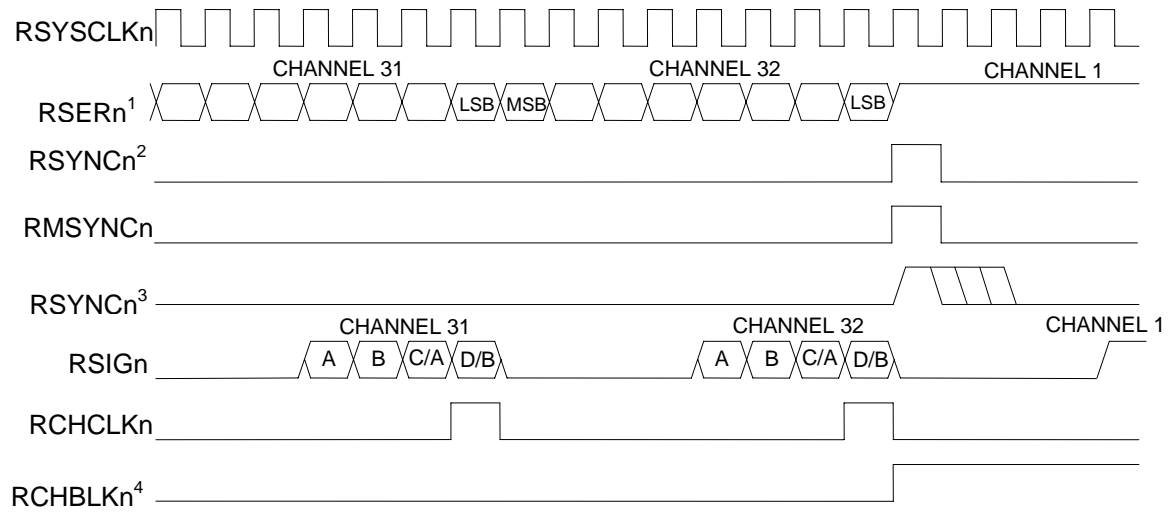 RSYSCLKn
CHANNEL 31 CHANNEL 32 CHANNEL 1
RSERn¹ LSB MSB LSB
RSYNCn²
RMSYNCn
RSYNCn³
CHANNEL 31 CHANNEL 32 CHANNEL 1
RSIGn A B C/A D/B A B C/A D/B
RCHCLKn
RCHBLKn⁴